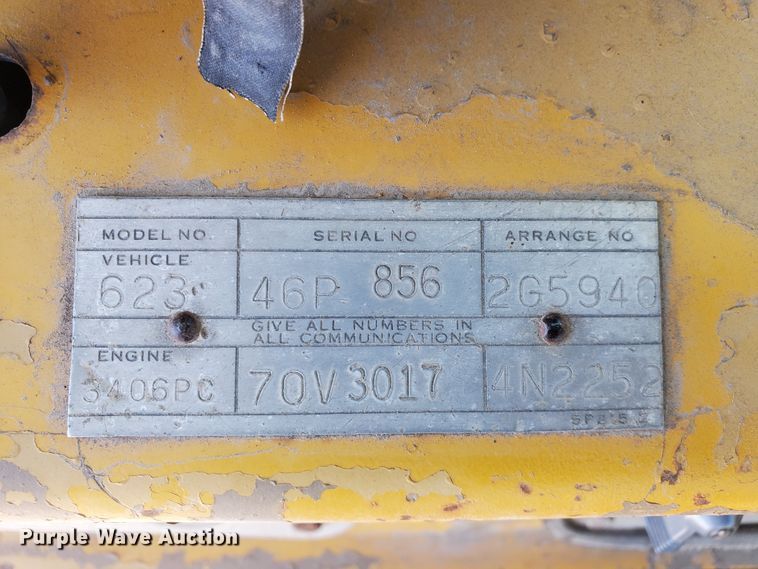 MODEL NO SERIAL NO ARRANGE NO
VEHICLE
623 46P 856 2G5940
GIVE ALL NUMBERS IN
ALL COMMUNICATIONS
ENGINE
3406PC 70V3017 4N2252
Purple Wave Auction